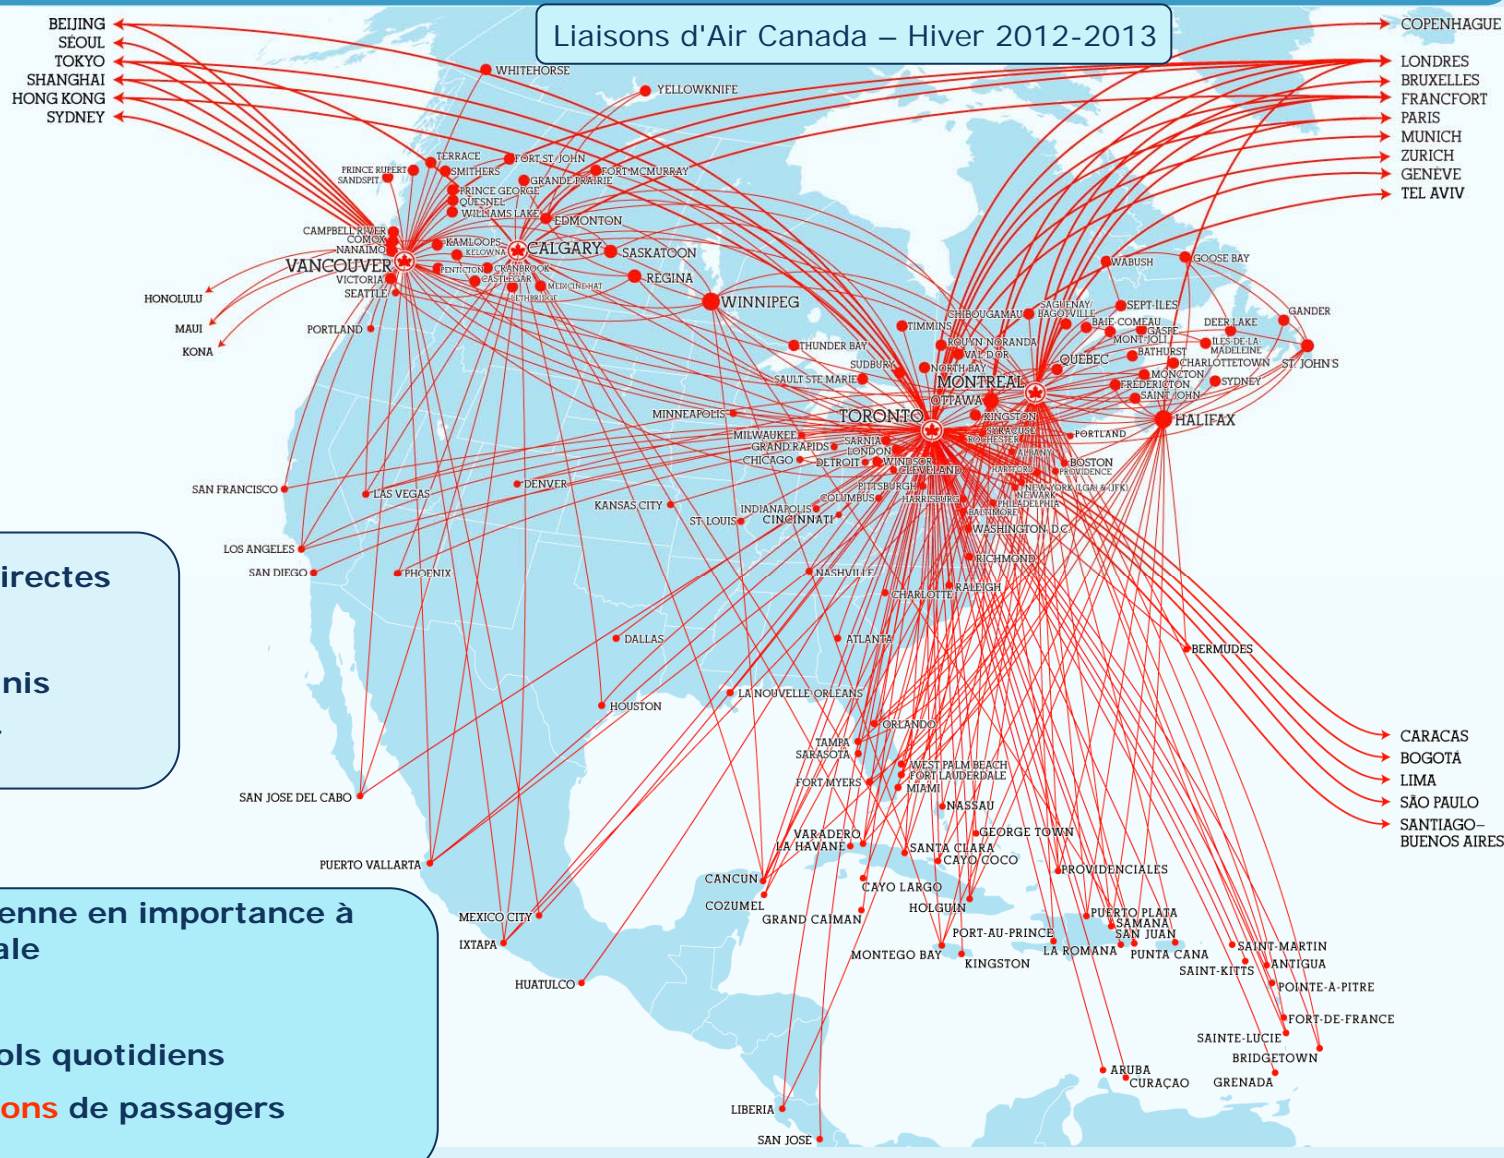 Liaisons d'Air Canada – Hiver 2012-2013
BEIJING
SÉOUL
TOKYO
SHANGHAI
HONG KONG
SYDNEY
COPENHAGUE
LONDRES
BRUXELLES
FRANCFORT
PARIS
MUNICH
ZURICH
GENÈVE
TEL AVIV
WHITEHORSE
YELLOWKNIFE
TERRACE
FORT ST. JOHN
PRINCE RUPERT
SMITHERS
FORT MCMURRAY
SANDSPIT
GRANDE PRAIRIE
PRINCE GEORGE
QUESNEL
WILLIAMS LAKE
EDMONTON
CAMPBELL RIVER
COMOX
NANAIMO
KAMLOOPS
KELOWNA
CALGARY
SASKATOON
VANCOUVER
PENTICTON
CRANBROOK
VICTORIA
CASTLEGAR
MEDICINE HAT
REGINA
SEATTLE
LETHBRIDGE
WINNIPEG
HONOLULU
MAUI
KONA
PORTLAND
WABUSH
GOOSE BAY
CHIBOUGAMAU
SAGUENAY/
BAGOTVILLE
SEPT-ÎLES
BAIE-COMEAU
GASPÉ
MONT-JOLI
DEER LAKE
GANDER
ÎLES-DE-LA-
MADELEINE
ST. JOHN'S
TIMMINS
THUNDER BAY
ROUYN-NORANDA
VAL-D'OR
QUÉBEC
BATHURST
CHARLOTTETOWN
SUDBURY
NORTH BAY
SAULT STE MARIE
MONTRÉAL
MONCTON
FREDERICTON
SYDNEY
SAINT JOHN
OTTAWA
TORONTO
KINGSTON
HALIFAX
MINNEAPOLIS
SYRACUSE
ROCHESTER
PORTLAND
MILWAUKEE
GRAND RAPIDS
SARNIA
LONDON
ALBANY
CHICAGO
DETROIT
WINDSOR
CLEVELAND
HARTFORD
BOSTON
PROVIDENCE
PITTSBURGH
NEW YORK (LGA) & (JFK)
NEWARK
COLUMBUS
HARRISBURG
PHILADELPHIA
BALTIMORE
INDIANAPOLIS
CINCINNATI
WASHINGTON, D.C.
SAN FRANCISCO
LAS VEGAS
DENVER
KANSAS CITY
ST. LOUIS
LOS ANGELES
SAN DIEGO
PHOENIX
RICHMOND
NASHVILLE
RALEIGH
CHARLOTTE
DALLAS
ATLANTA
BERMUDES
LA NOUVELLE ORLÉANS
HOUSTON
ORLANDO
TAMPA
SARASOTA
WEST PALM BEACH
FORT LAUDERDALE
FORT MYERS
MIAMI
NASSAU
CARACAS
BOGOTÁ
LIMA
SÃO PAULO
SANTIAGO–
BUENOS AIRES
SAN JOSE DEL CABO
GEORGE TOWN
VARADERO
LA HAVANE
SANTA CLARA
CAYO COCO
PUERTO VALLARTA
PROVIDENCIALES
CANCÚN
CAYO LARGO
COZUMEL
GRAND CAÏMAN
HOLGUIN
MEXICO CITY
IXTAPA
HUATULCO
PUERTO PLATA
SAMANA
SAN JUAN
PORT-AU-PRINCE
LA ROMANA
PUNTA CANA
MONTEGO BAY
KINGSTON
SAINT-MARTIN
SAINT-KITTS
ANTIGUA
POINTE-À-PITRE
FORT-DE-FRANCE
SAINTE-LUCIE
BRIDGETOWN
GRENADA
ARUBA
CURAÇAO
LIBERIA
SAN JOSÉ
irectes
nis
enne en importance à
ale
ols quotidiens
ons de passagers